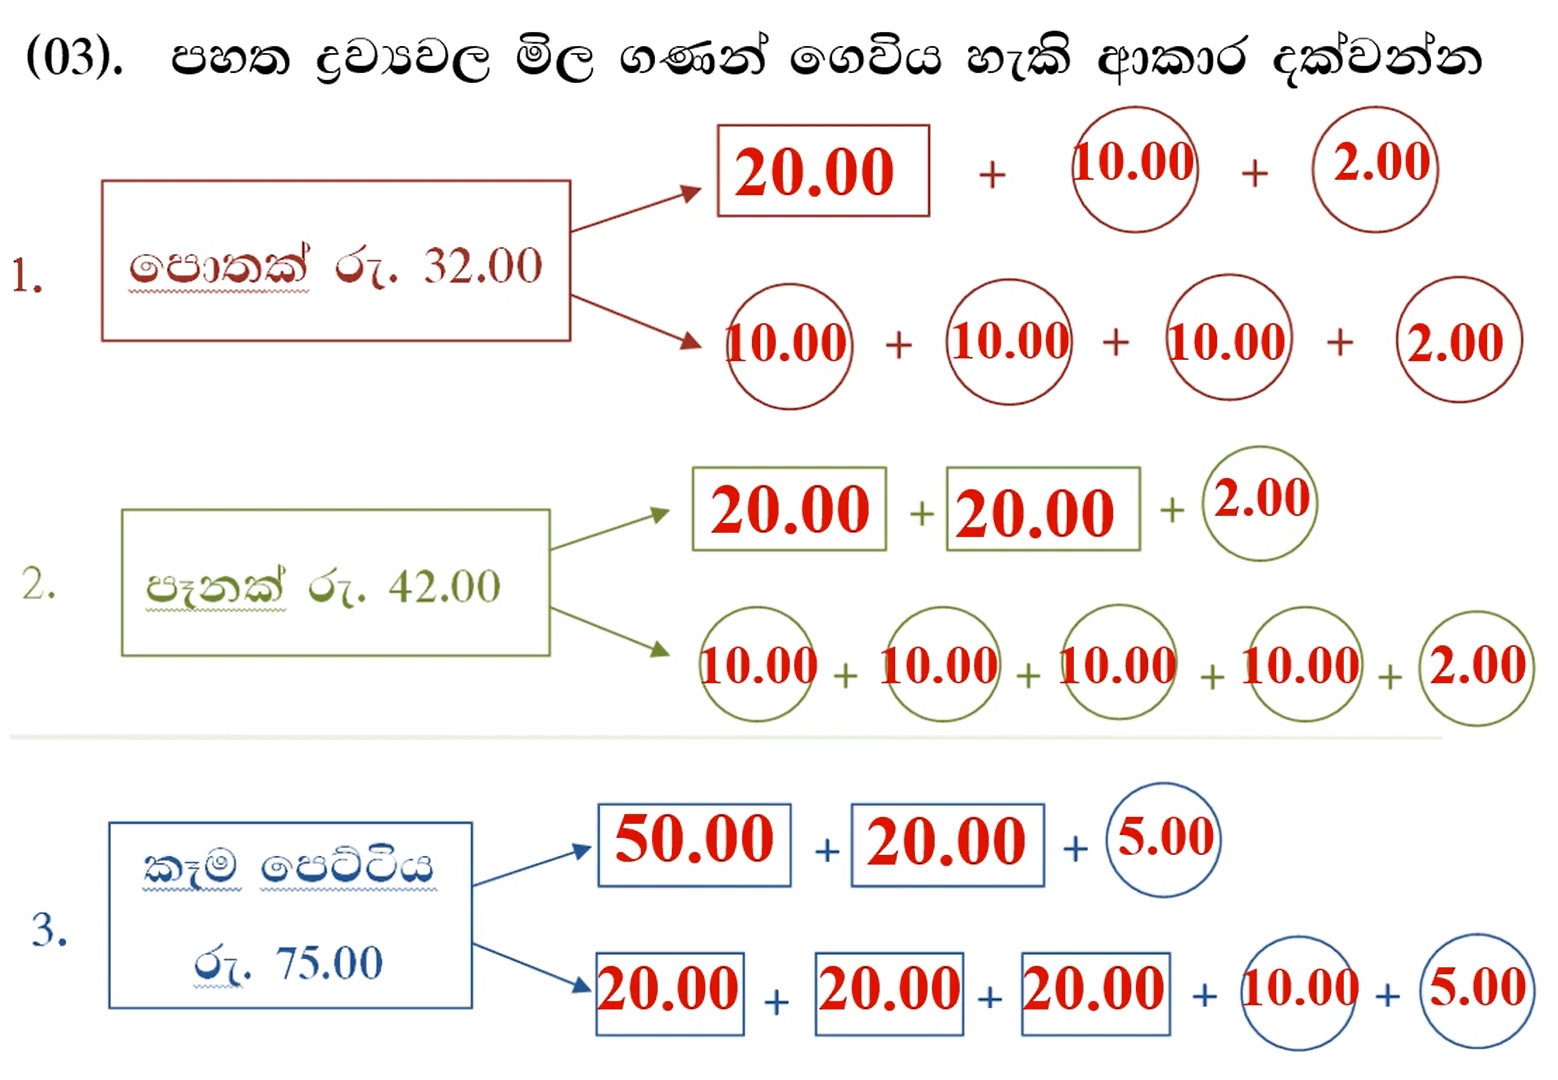 (03). පහත ද්‍රව්‍යවල මිල ගණන් ගෙවිය හැකි ආකාර දක්වන්න
20.00 + 10.00 + 2.00
1. පොතක් රු. 32.00
10.00 + 10.00 + 10.00 + 2.00
20.00 + 20.00 + 2.00
2. පැනක් රු. 42.00
10.00 + 10.00 + 10.00 + 10.00 + 2.00
50.00 + 20.00 + 5.00
කෑම පෙට්ටිය
3. රු. 75.00
20.00 + 20.00 + 20.00 + 10.00 + 5.00